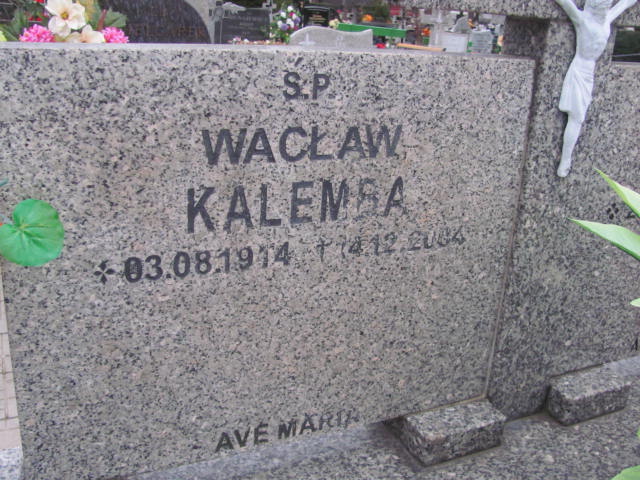 Ś.P.
WACŁAW
KALEMBA
03.08.1914 † 14.12.2004
AVE MARIA